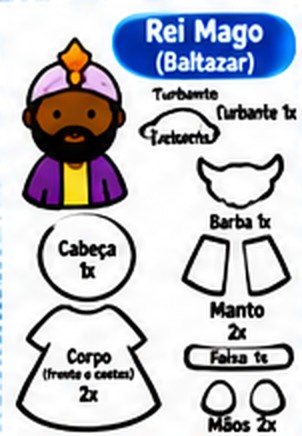 Rei Mago
(Baltazar)
Turbante
Turbante 1x
Barba 1x
Cabeça
1x
Manto
2x
Corpo
(frente e costas)
2x
Faixa 1x
Mãos 2x